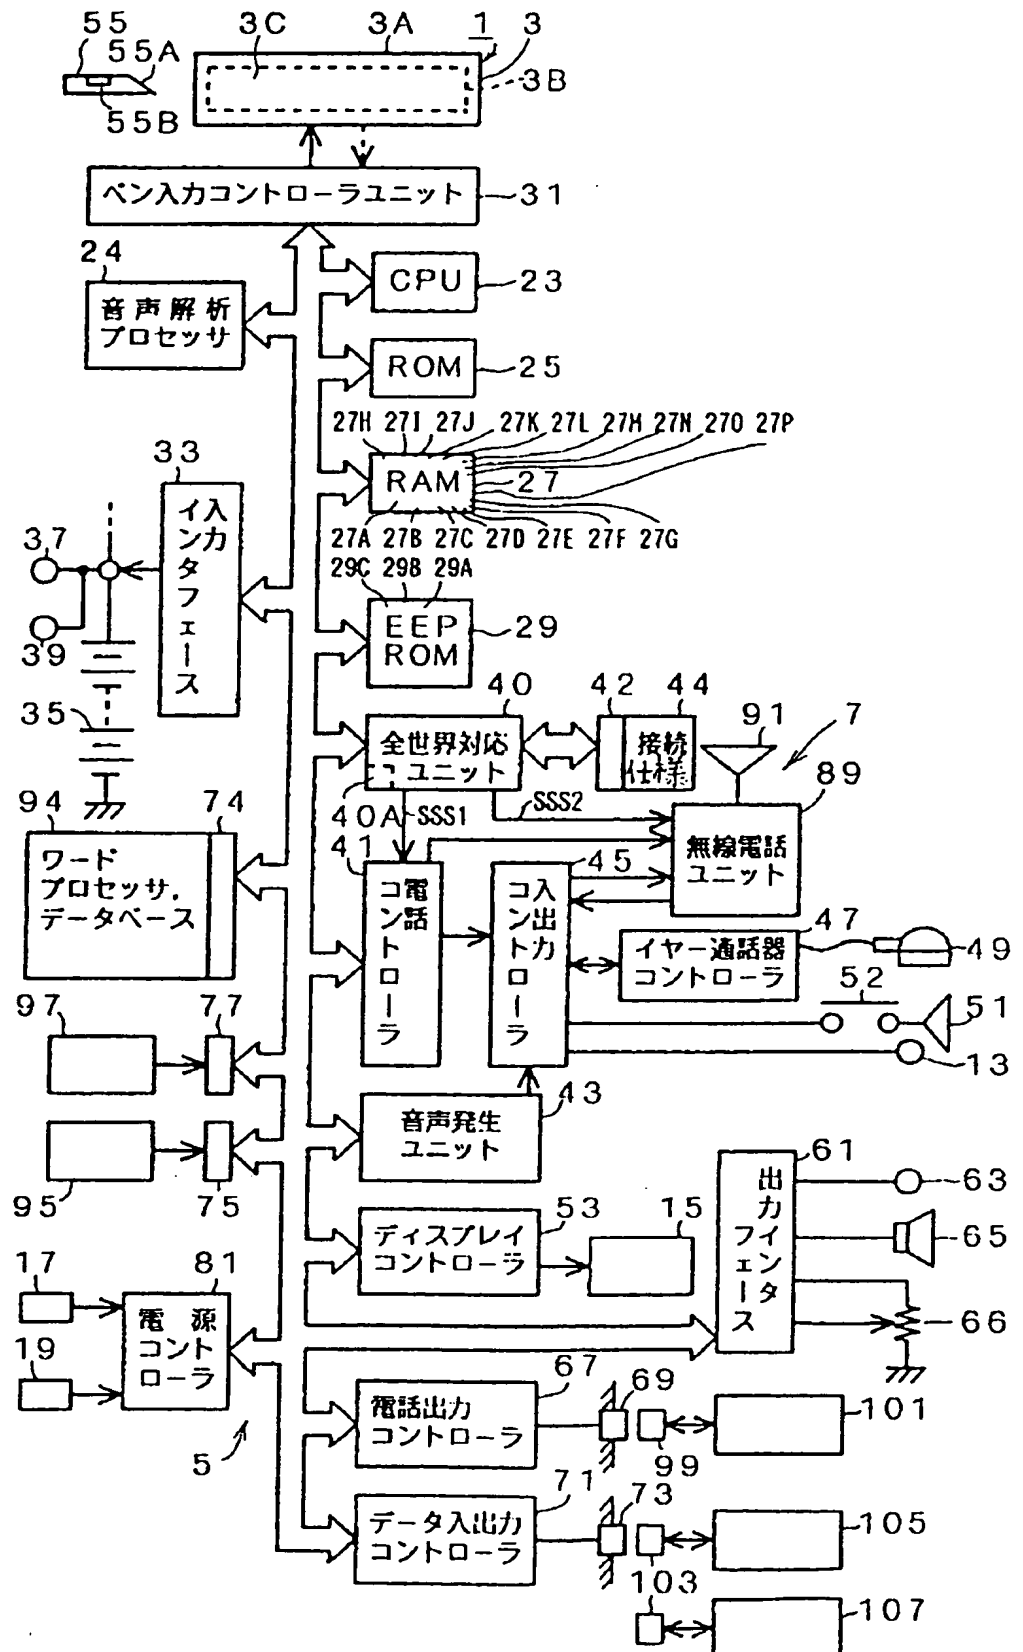 55
55A
55B
3C
3A
1
3
3B
ペン入力コントローラユニット
31
24
音声解析
プロセッサ
CPU
23
ROM
25
27H 27I 27J 27K 27L 27M 27N 27O 27P
RAM
27
27A 27B 27C 27D 27E 27F 27G
29C 29B 29A
EEP
ROM
29
33
入力
インタフェース
37
39
35
40
全世界対応
ユニット
40A
SSS1
SSS2
42
44
接続
仕様
91
7
89
無線電話
ユニット
94
74
ワード
プロセッサ,
データベース
41
電話
コントローラ
45
入出力
コントローラ
47
イヤー通話器
コントローラ
49
52
51
13
97
77
95
75
43
音声発生
ユニット
53
ディスプレイ
コントローラ
15
61
出力
インタ
フェース
63
65
66
17
19
81
電源
コント
ローラ
5
67
電話出力
コントローラ
69
99
101
71
データ入出力
コントローラ
73
103
105
107